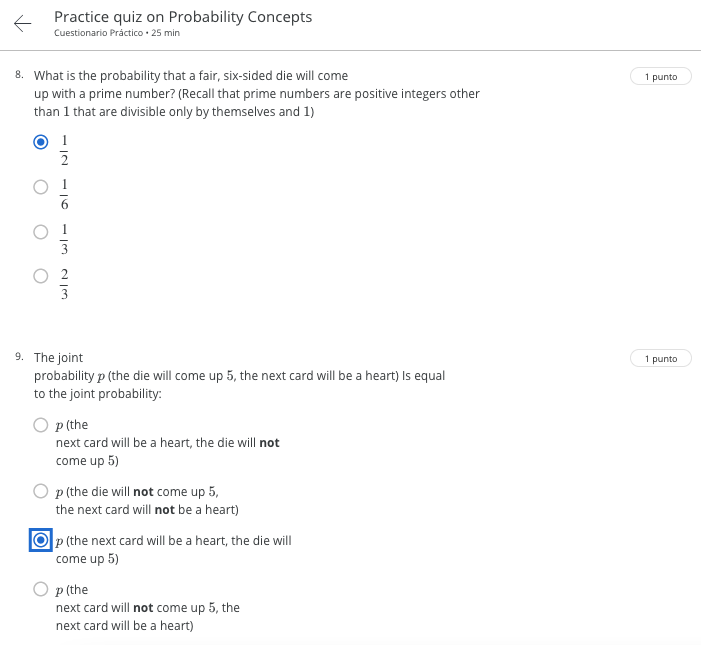 Practice quiz on Probability Concepts
Cuestionario Práctico • 25 min
8. What is the probability that a fair, six-sided die will come
1 punto
up with a prime number? (Recall that prime numbers are positive integers other
than 1 that are divisible only by themselves and 1)
1
2
1
6
1
3
2
3
9. The joint
1 punto
probability p (the die will come up 5, the next card will be a heart) Is equal
to the joint probability:
p (the
next card will be a heart, the die will not
come up 5)
p (the die will not come up 5,
the next card will not be a heart)
p (the next card will be a heart, the die will
come up 5)
p (the
next card will not come up 5, the
next card will be a heart)